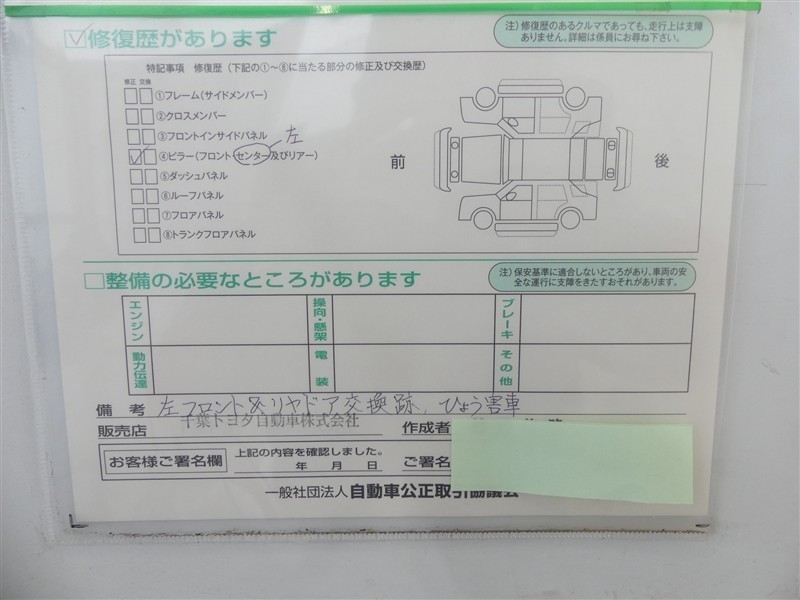 ☑修復歴があります
注）修復歴のあるクルマであっても、走行上は支障
ありません。詳細は係員にお尋ね下さい。
特記事項 修復歴（下記の①～⑧に当たる部分の修正及び交換歴）
修正 交換
①フレーム（サイドメンバー）
②クロスメンバー
③フロントインサイドパネル
左
④ピラー（フロント センター 及びリアー）
⑤ダッシュパネル
⑥ルーフパネル
⑦フロアパネル
⑧トランクフロアパネル
前
後
□整備の必要なところがあります
注）保安基準に適合しないところがあり、車両の安
全な運行に支障をきたすおそれがあります。
エンジン
操向・懸架
ブレーキ
動力伝達
電装
その他
備考 左フロント&リヤドア交換跡、ひょう害車
販売店 千葉トヨタ自動車株式会社 作成者
お客様ご署名欄 上記の内容を確認しました。
年 月 日 ご署名
一般社団法人 自動車公正取引協議会